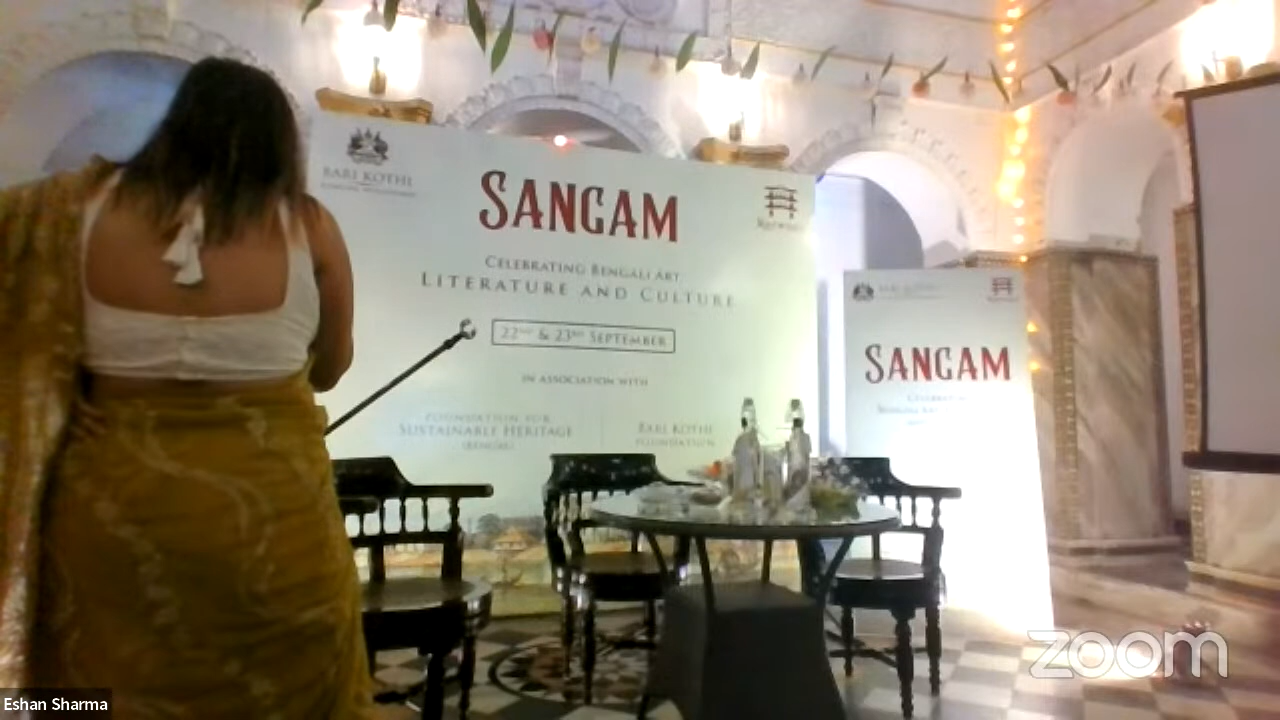 BARI KOTHI
SANGAM
CELEBRATING BENGALI ART
LITERATURE AND CULTURE
22ND & 23RD SEPTEMBER
IN ASSOCIATION WITH
FOUNDATION FOR
SUSTAINABLE HERITAGE
(BENGAL)
BARI KOTHI
FOUNDATION
SANGAM
zoom
Eshan Sharma